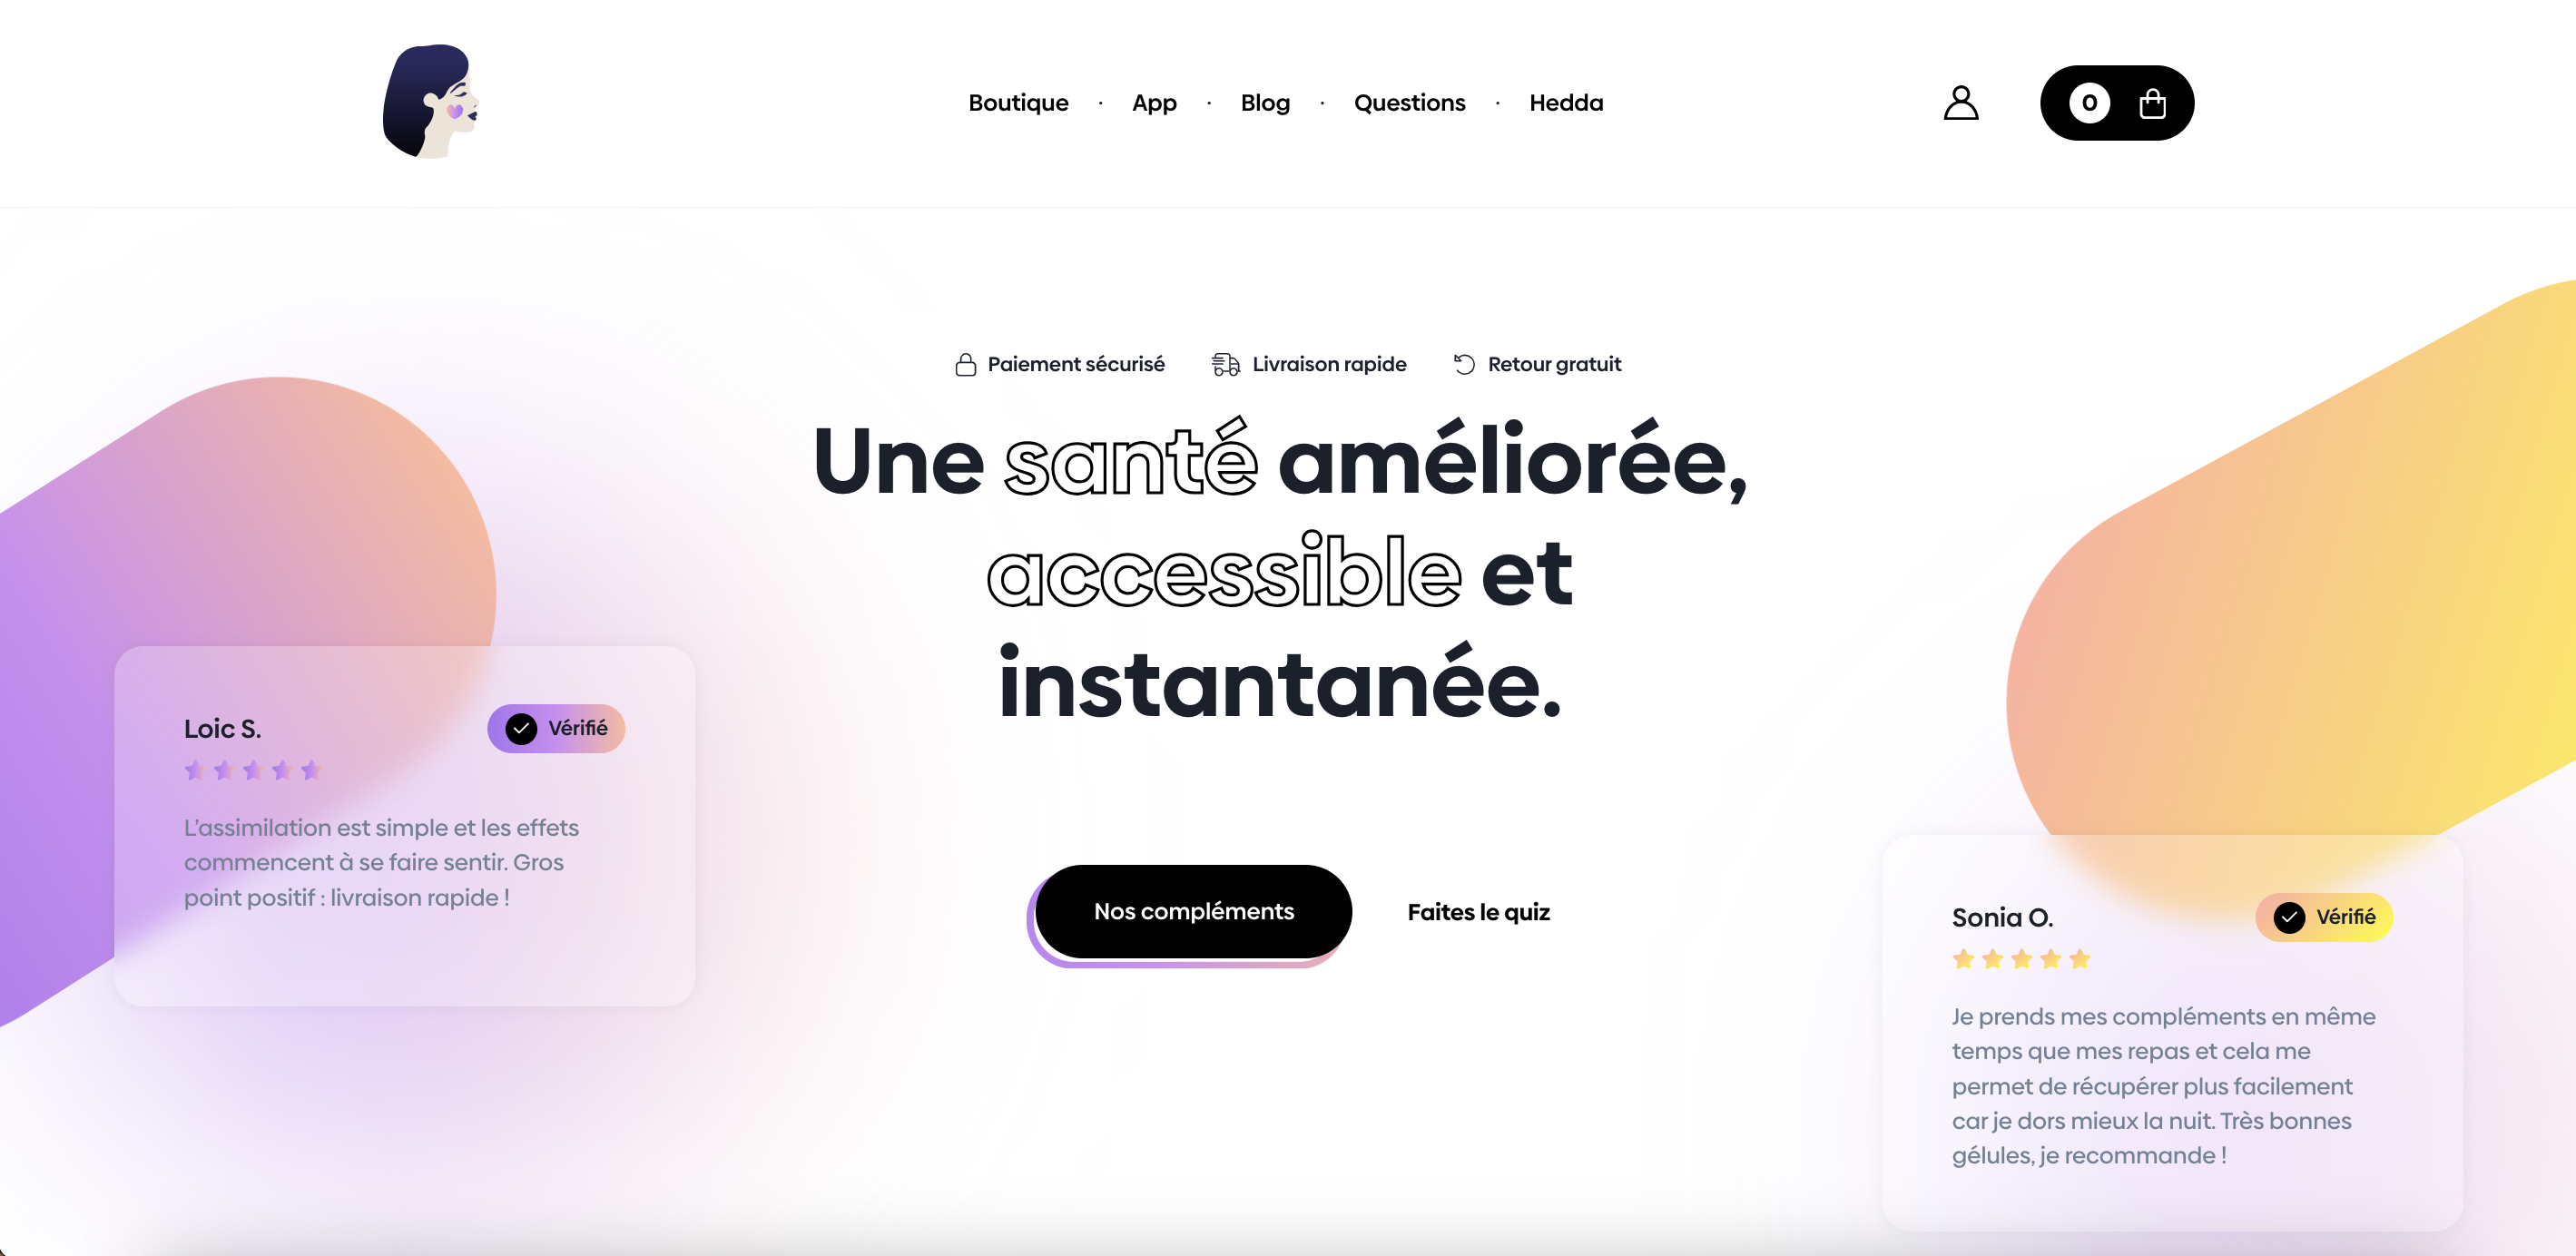 Boutique · App · Blog · Questions · Hedda
0
Paiement sécurisé Livraison rapide Retour gratuit
Une santé améliorée,
accessible et
instantanée.
Loic S.
Vérifié
L’assimilation est simple et les effets
commencent à se faire sentir. Gros
point positif : livraison rapide !
Nos compléments
Faites le quiz
Sonia O.
Vérifié
Je prends mes compléments en même
temps que mes repas et cela me
permet de récupérer plus facilement
car je dors mieux la nuit. Très bonnes
gélules, je recommande !